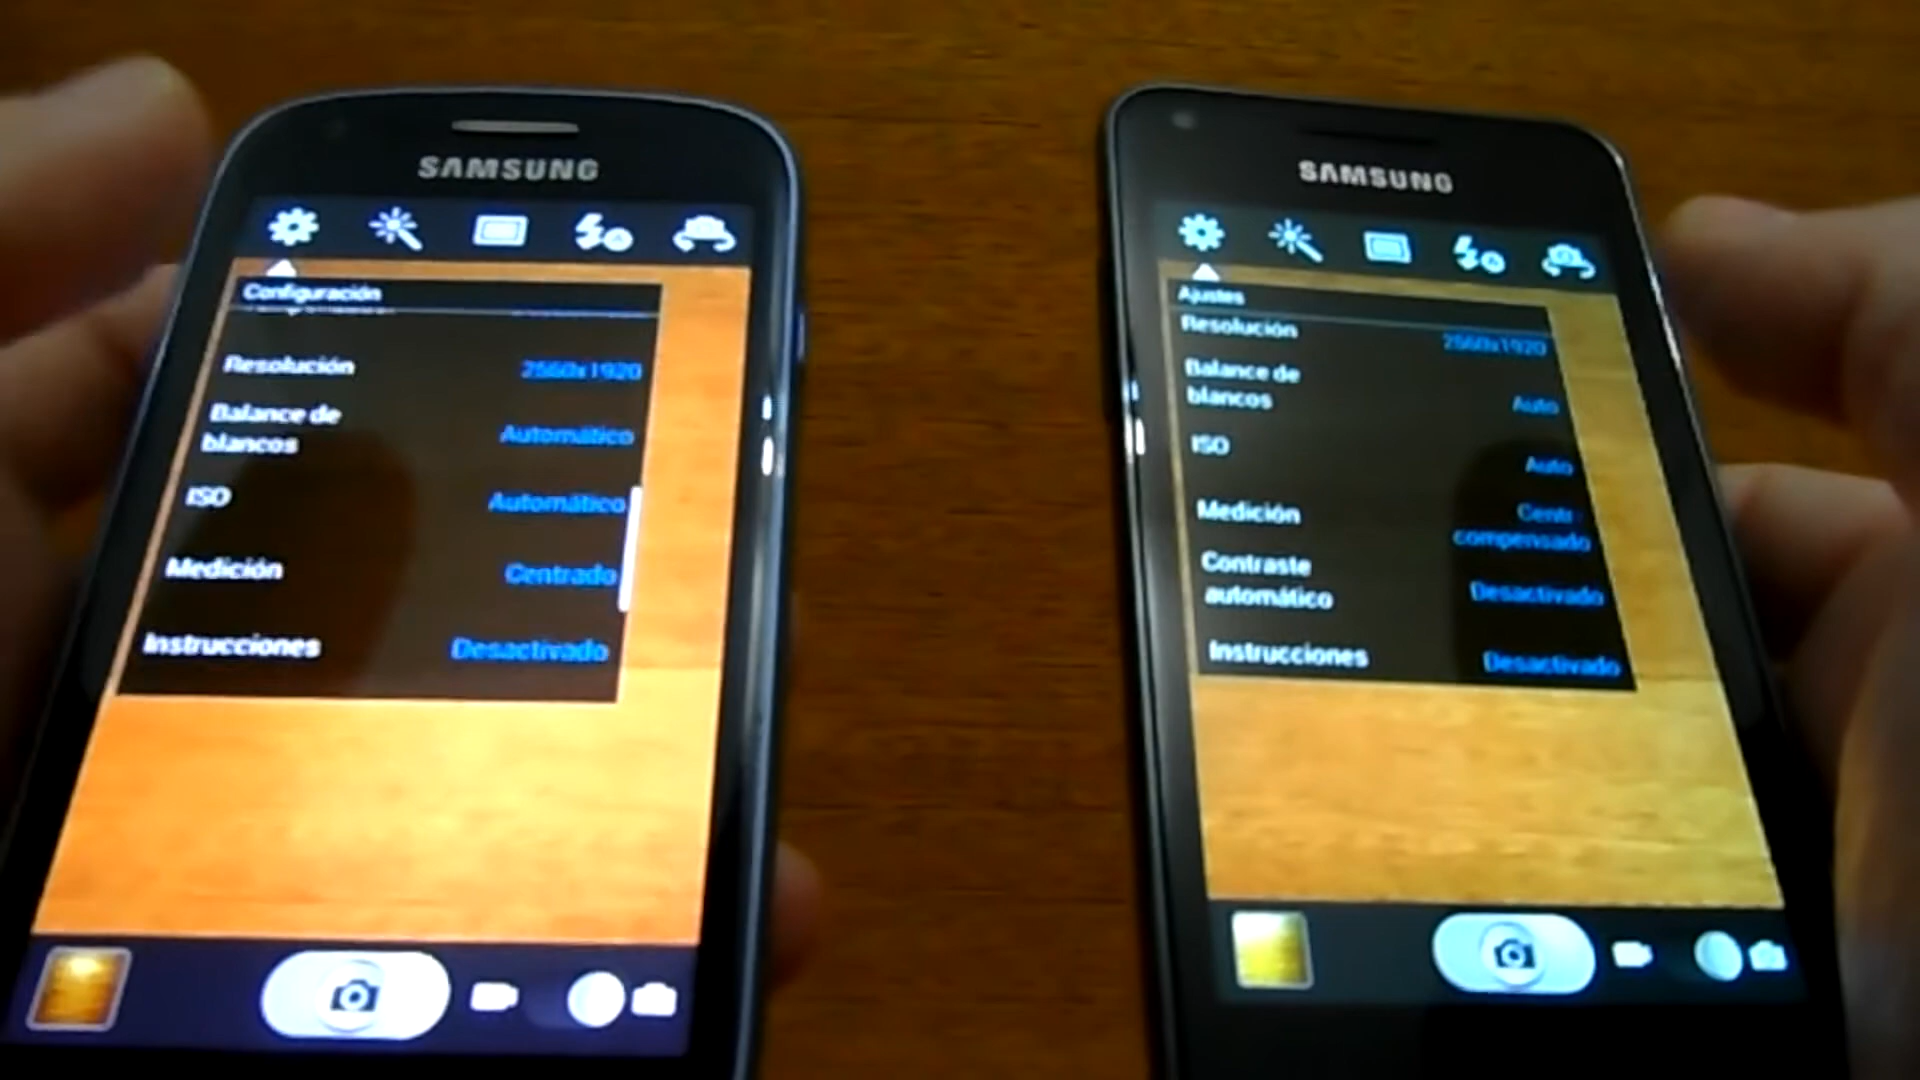 SAMSUNG
Configuración
Resolución 2560x1920
Balance de
blancos Automático
ISO Automático
Medición Centrado
Instrucciones Desactivado
SAMSUNG
Ajustes
Resolución 2560x1920
Balance de
blancos Auto
ISO Auto
Medición Centr
compensado
Contraste
automático Desactivado
Instrucciones Desactivado